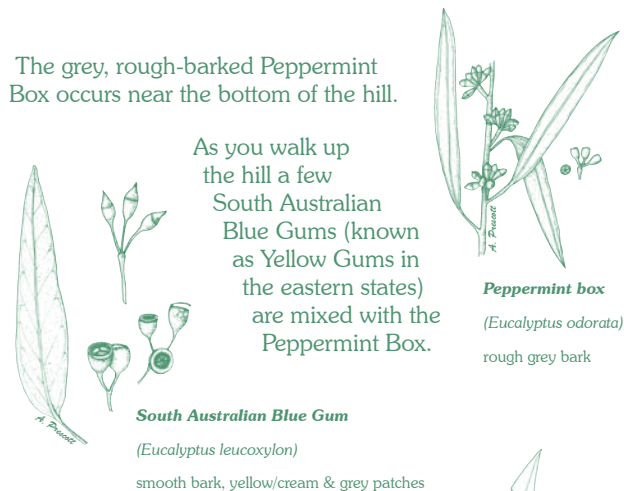 The grey, rough-barked Peppermint
Box occurs near the bottom of the hill.
As you walk up
the hill a few
South Australian
Blue Gums (known
as Yellow Gums in
the eastern states)
are mixed with the
Peppermint Box.
A. Prescott
Peppermint box
(Eucalyptus odorata)
rough grey bark
A. Prescott
South Australian Blue Gum
(Eucalyptus leucoxylon)
smooth bark, yellow/cream & grey patches